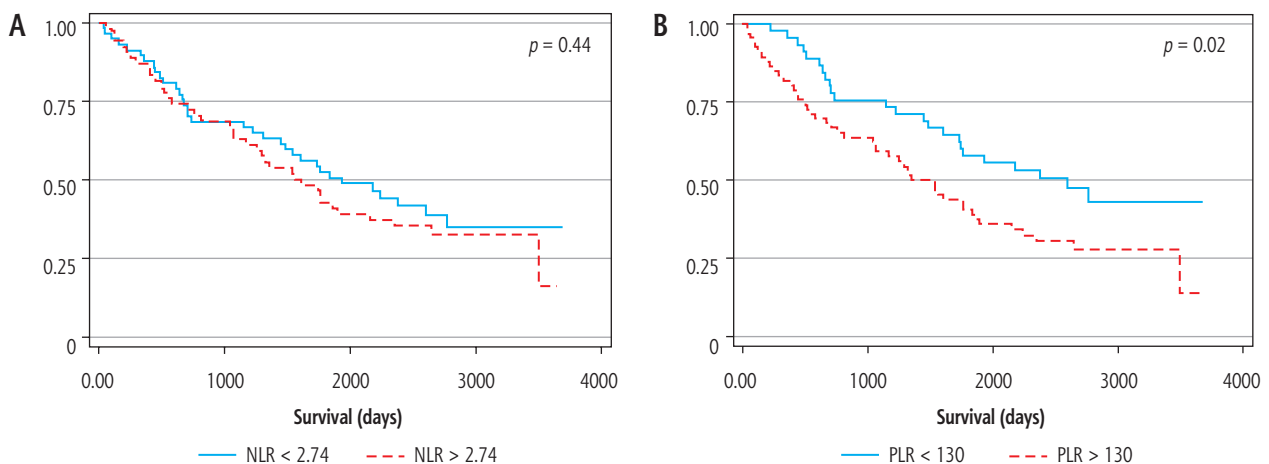 A
1.00
0.75
0.50
0.25
0
p = 0.44
0.00 1000 2000 3000 4000
Survival (days)
NLR < 2.74 NLR > 2.74
B
1.00
0.75
0.50
0.25
0
p = 0.02
0.00 1000 2000 3000 4000
Survival (days)
PLR < 130 PLR > 130